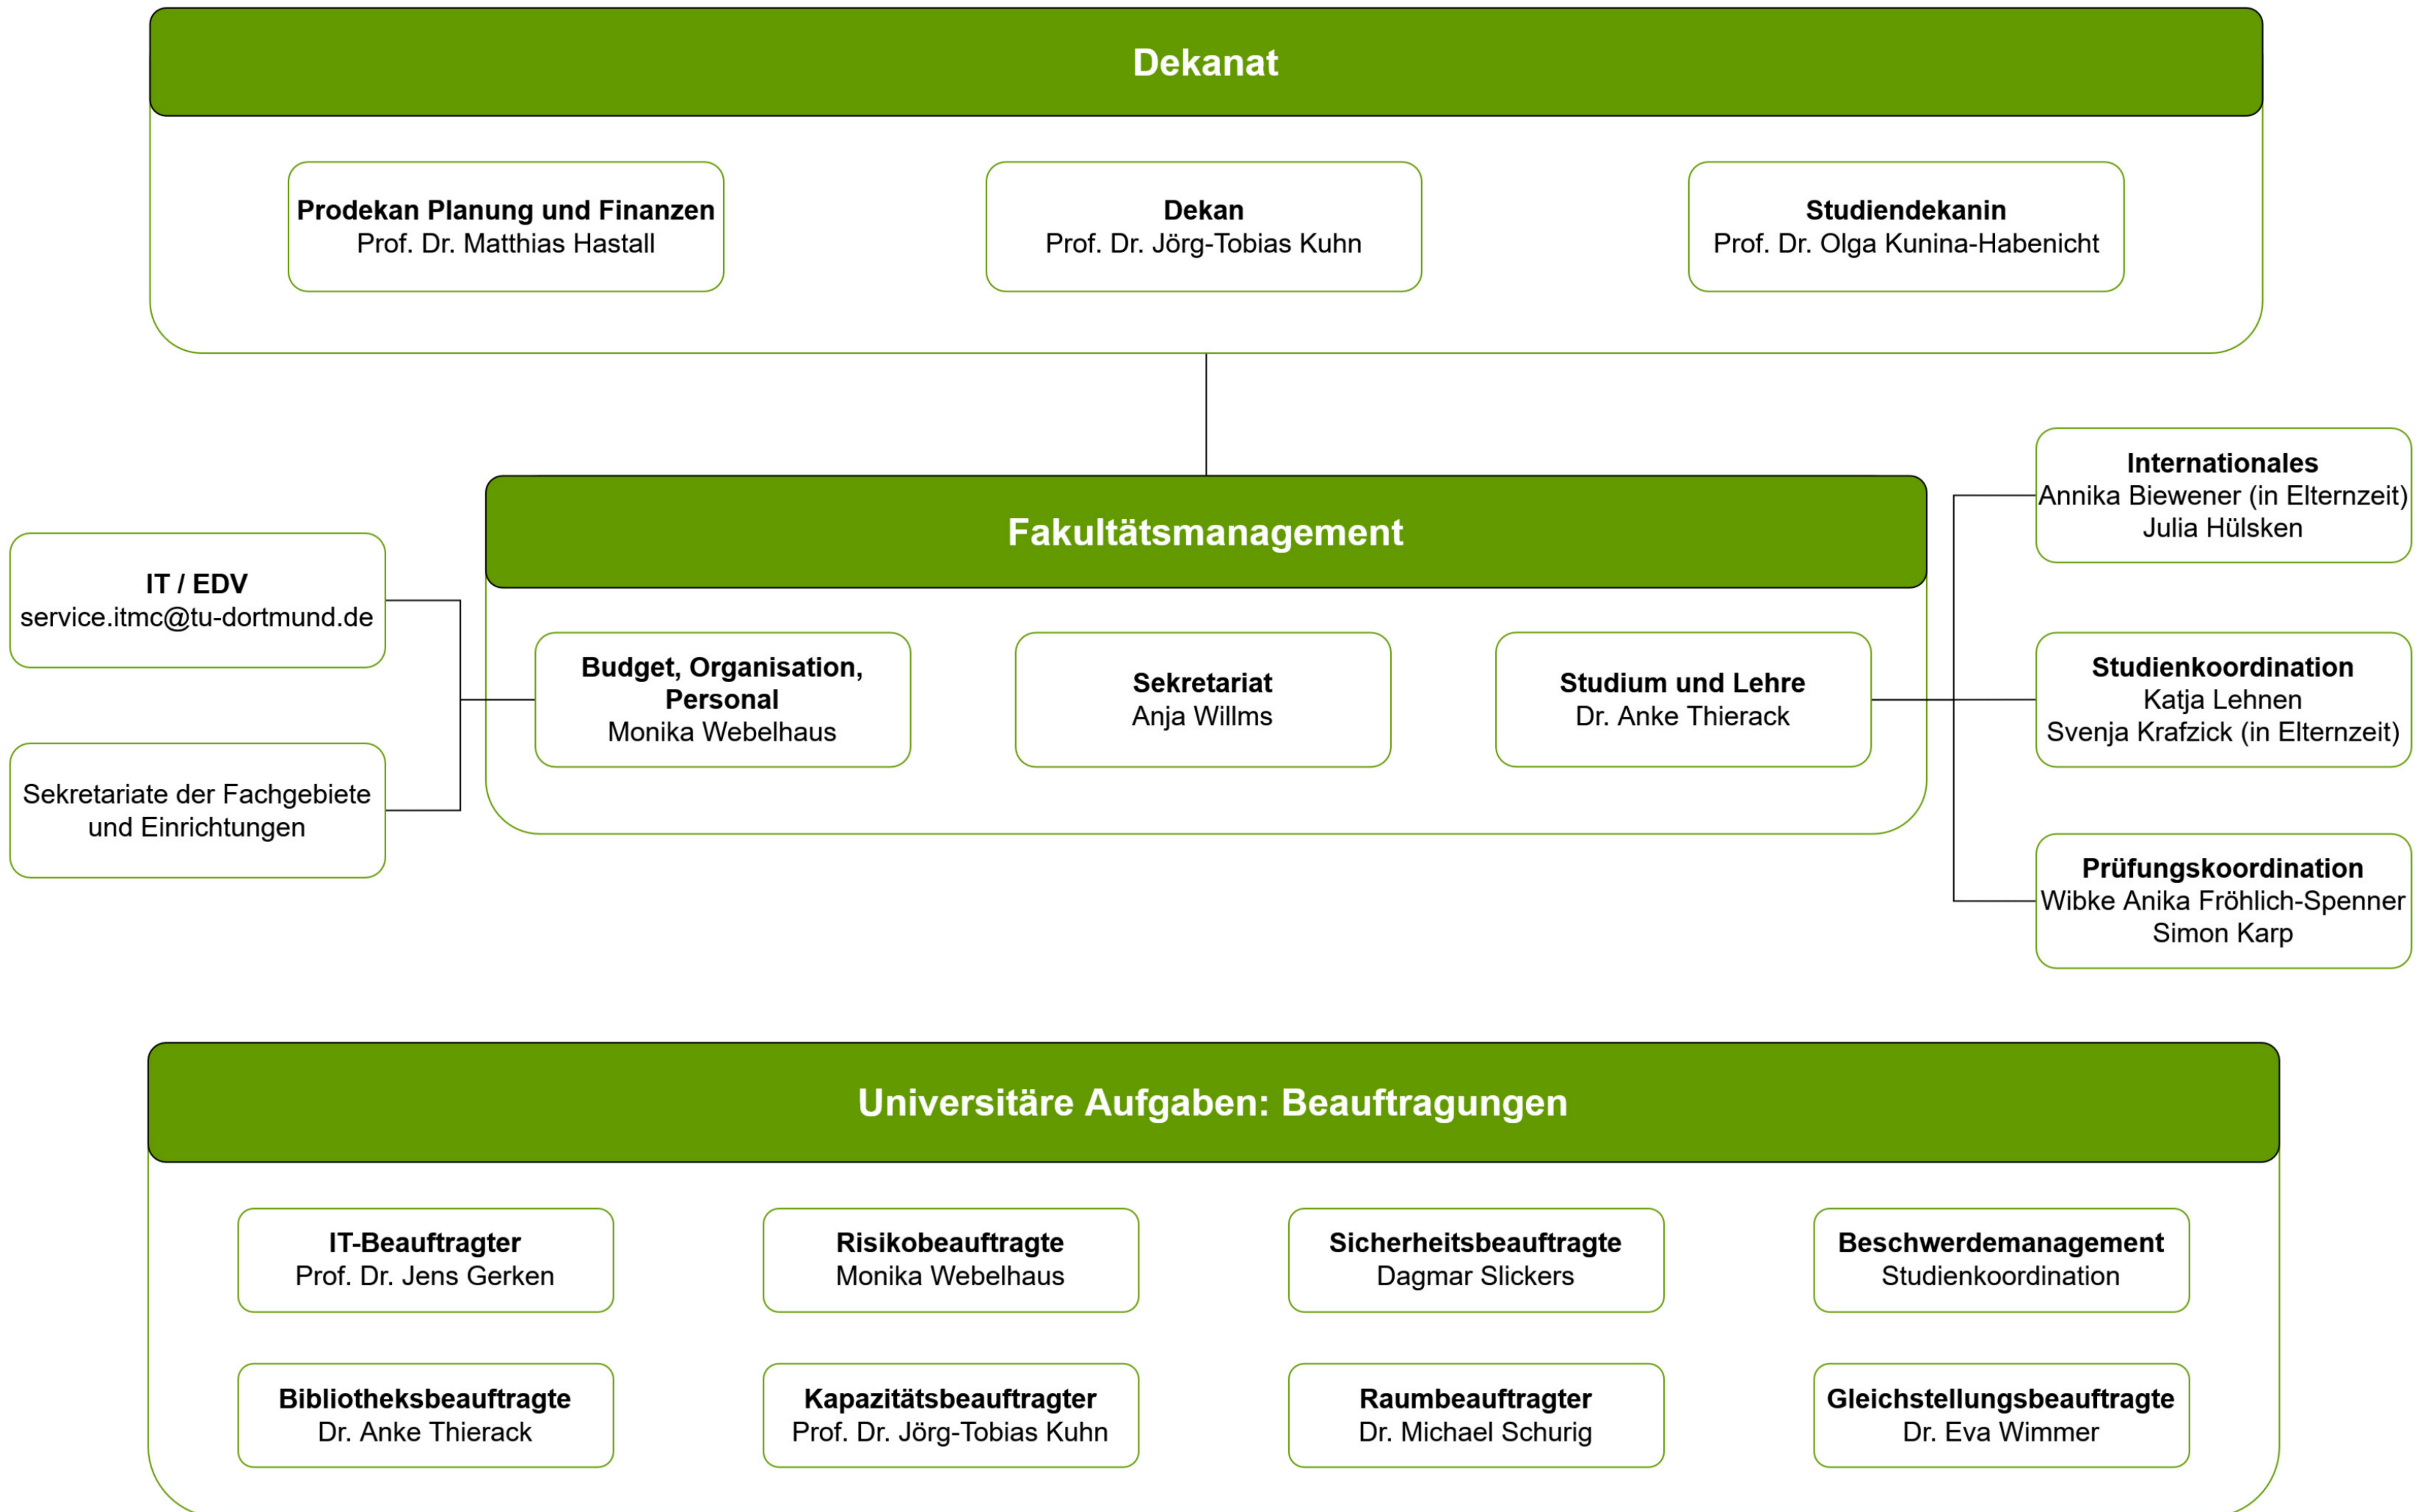 Dekanat
Prodekan Planung und Finanzen
Prof. Dr. Matthias Hastall
Dekan
Prof. Dr. Jörg-Tobias Kuhn
Studiendekanin
Prof. Dr. Olga Kunina-Habenicht
Fakultätsmanagement
IT / EDV
service.itmc@tu-dortmund.de
Sekretariate der Fachgebiete
und Einrichtungen
Budget, Organisation,
Personal
Monika Webelhaus
Sekretariat
Anja Willms
Studium und Lehre
Dr. Anke Thierack
Internationales
Annika Biewener (in Elternzeit)
Julia Hülsken
Studienkoordination
Katja Lehnen
Svenja Krafzick (in Elternzeit)
Prüfungskoordination
Wibke Anika Fröhlich-Spenner
Simon Karp
Universitäre Aufgaben: Beauftragungen
IT-Beauftragter
Prof. Dr. Jens Gerken
Risikobeauftragte
Monika Webelhaus
Sicherheitsbeauftragte
Dagmar Slickers
Beschwerdemanagement
Studienkoordination
Bibliotheksbeauftragte
Dr. Anke Thierack
Kapazitätsbeauftragter
Prof. Dr. Jörg-Tobias Kuhn
Raumbeauftragter
Dr. Michael Schurig
Gleichstellungsbeauftragte
Dr. Eva Wimmer